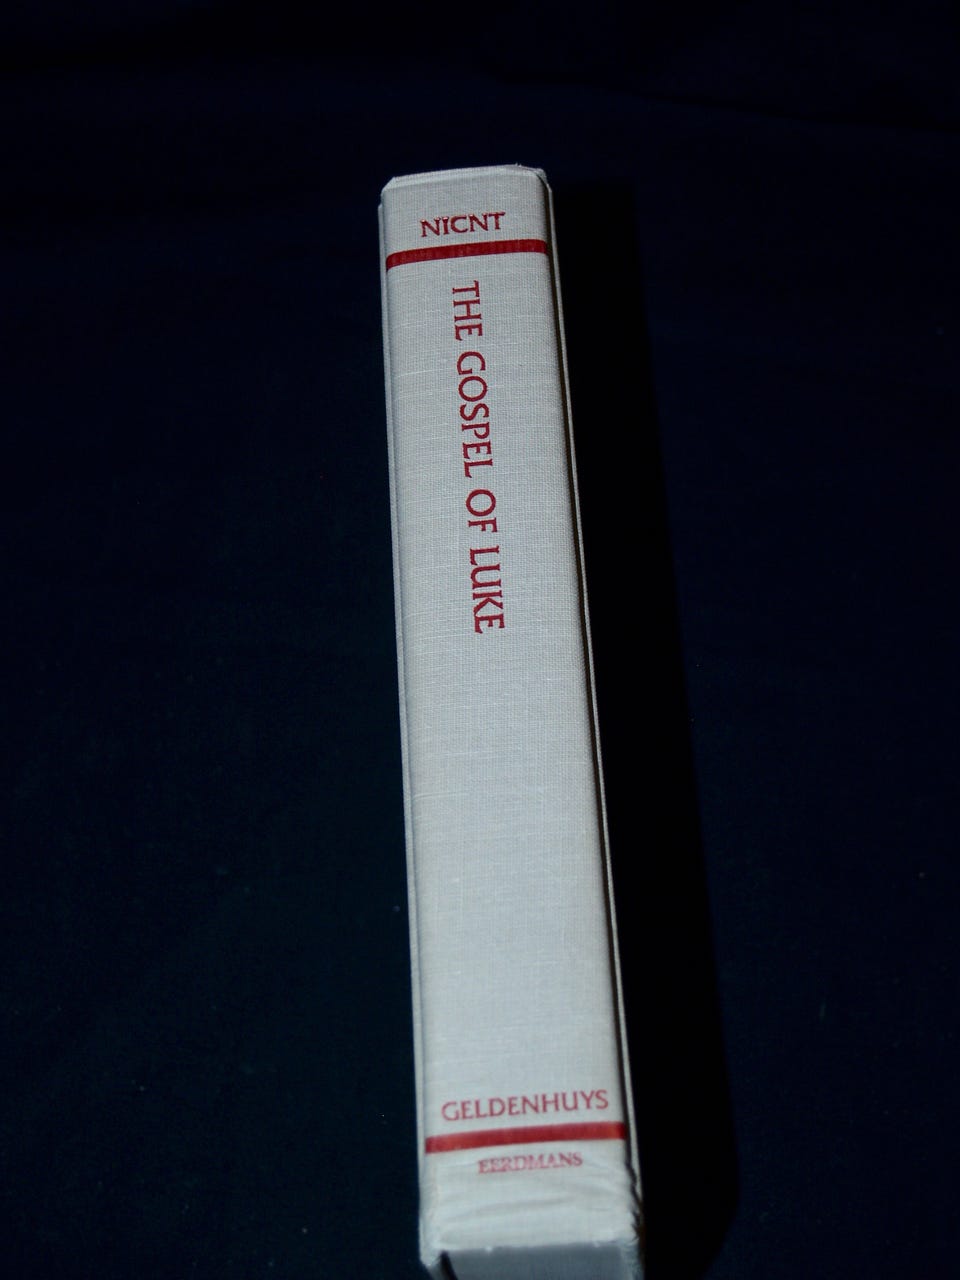 NICNT
THE GOSPEL OF LUKE
GELDENHUYS
EERDMANS